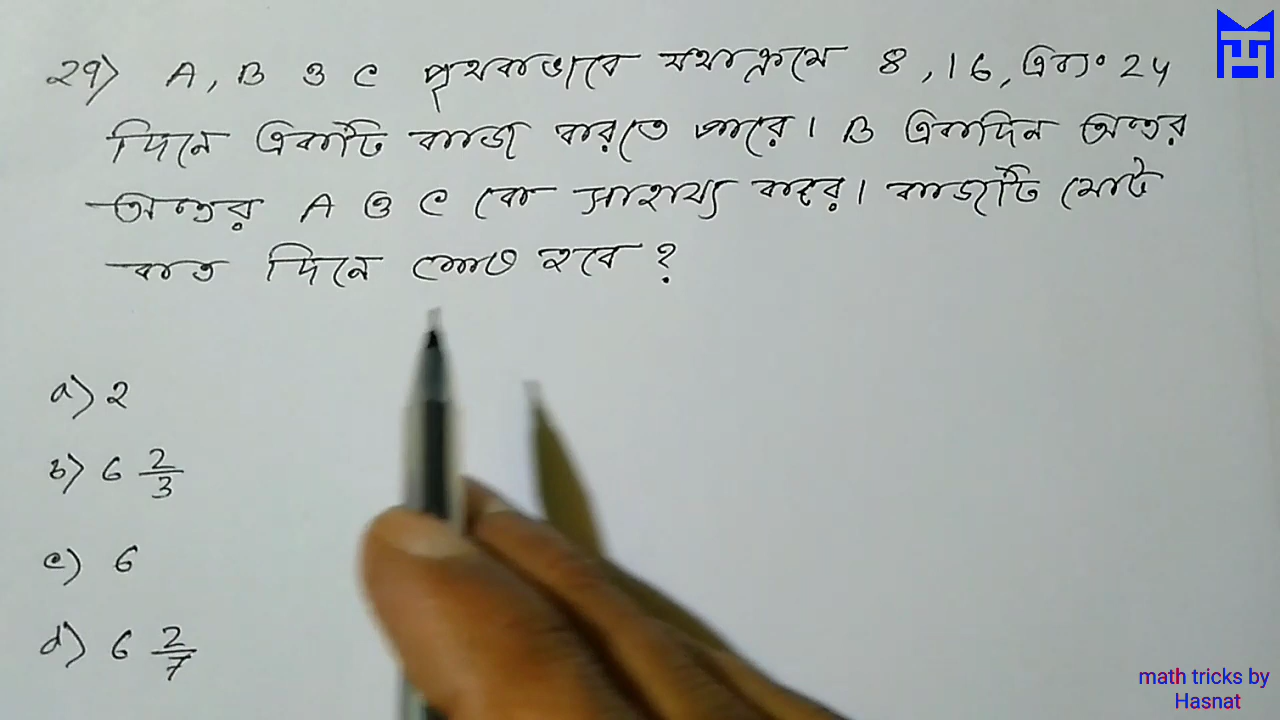 ২৭) A, B ও C পৃথকভাবে যথাক্রমে 8, 16, এবং 24
দিনে একটি কাজ করতে পারে। B একদিন অন্তর
অন্তর A ও C কে সাহায্য করে। কাজটি মোট
কত দিনে শেষ হবে ?
a) 2
b) 6 2/3
c) 6
d) 6 2/7
math tricks by
Hasnat